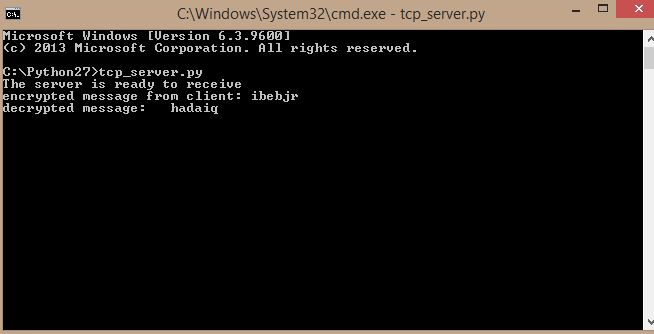 C:\Windows\System32\cmd.exe - tcp_server.py
Microsoft Windows [Version 6.3.9600]
(c) 2013 Microsoft Corporation. All rights reserved.
C:\Python27>tcp_server.py
The server is ready to receive
encrypted message from client: ibebjr
decrypted message:   hadaiq